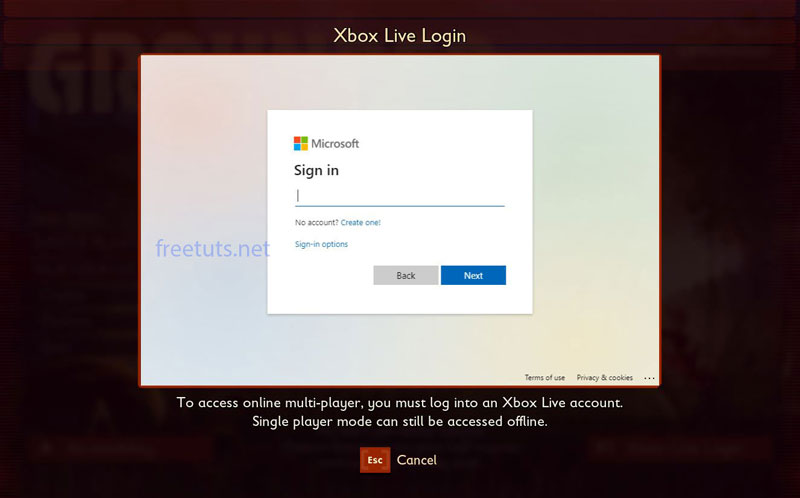 Xbox Live Login
Microsoft
Sign in
No account? Create one!
freetuts.net
Sign-in options
Back Next
Terms of use Privacy & cookies ...
To access online multi-player, you must log into an Xbox Live account.
Single player mode can still be accessed offline.
Esc Cancel